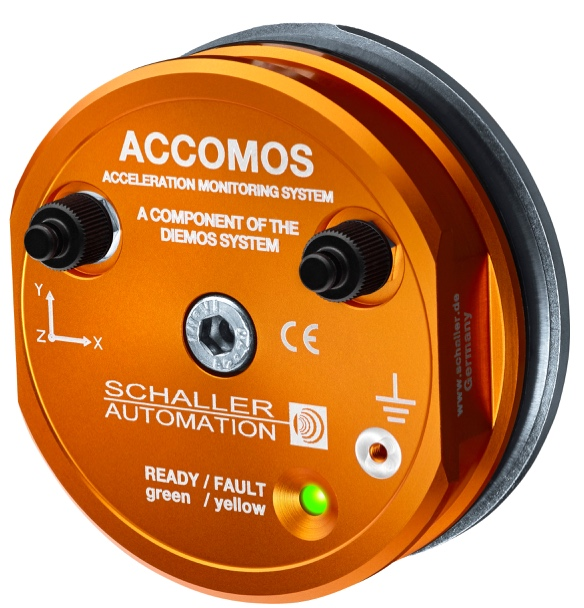 ACCOMOS
ACCELERATION MONITORING SYSTEM
A COMPONENT OF THE
DIEMOS SYSTEM
Y
Z X
CE
www.schaller.de
Germany
SCHALLER
AUTOMATION
READY / FAULT
green / yellow